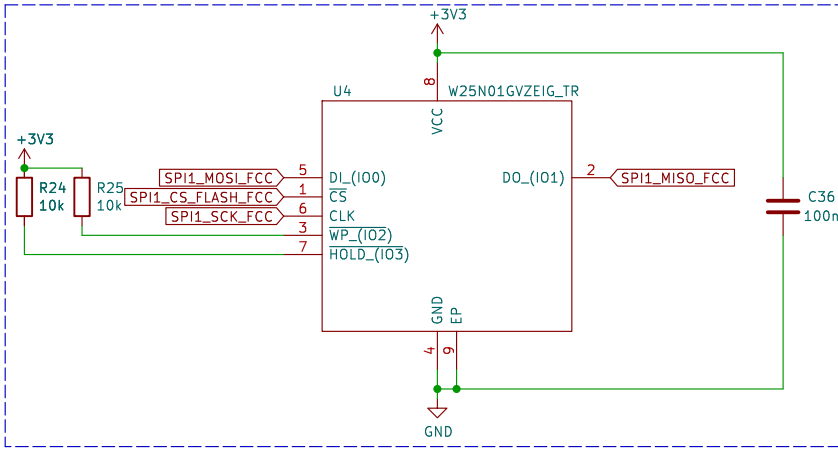 +3V3
U4
W25N01GVZEIG_TR
8
VCC
+3V3
R24
10k
R25
10k
SPI1_MOSI_FCC
5
DI_(IO0)
SPI1_CS_FLASH_FCC
1
CS
SPI1_SCK_FCC
6
CLK
3
WP_(IO2)
7
HOLD_(IO3)
DO_(IO1)
2
SPI1_MISO_FCC
C36
100n
GND
EP
4
9
GND